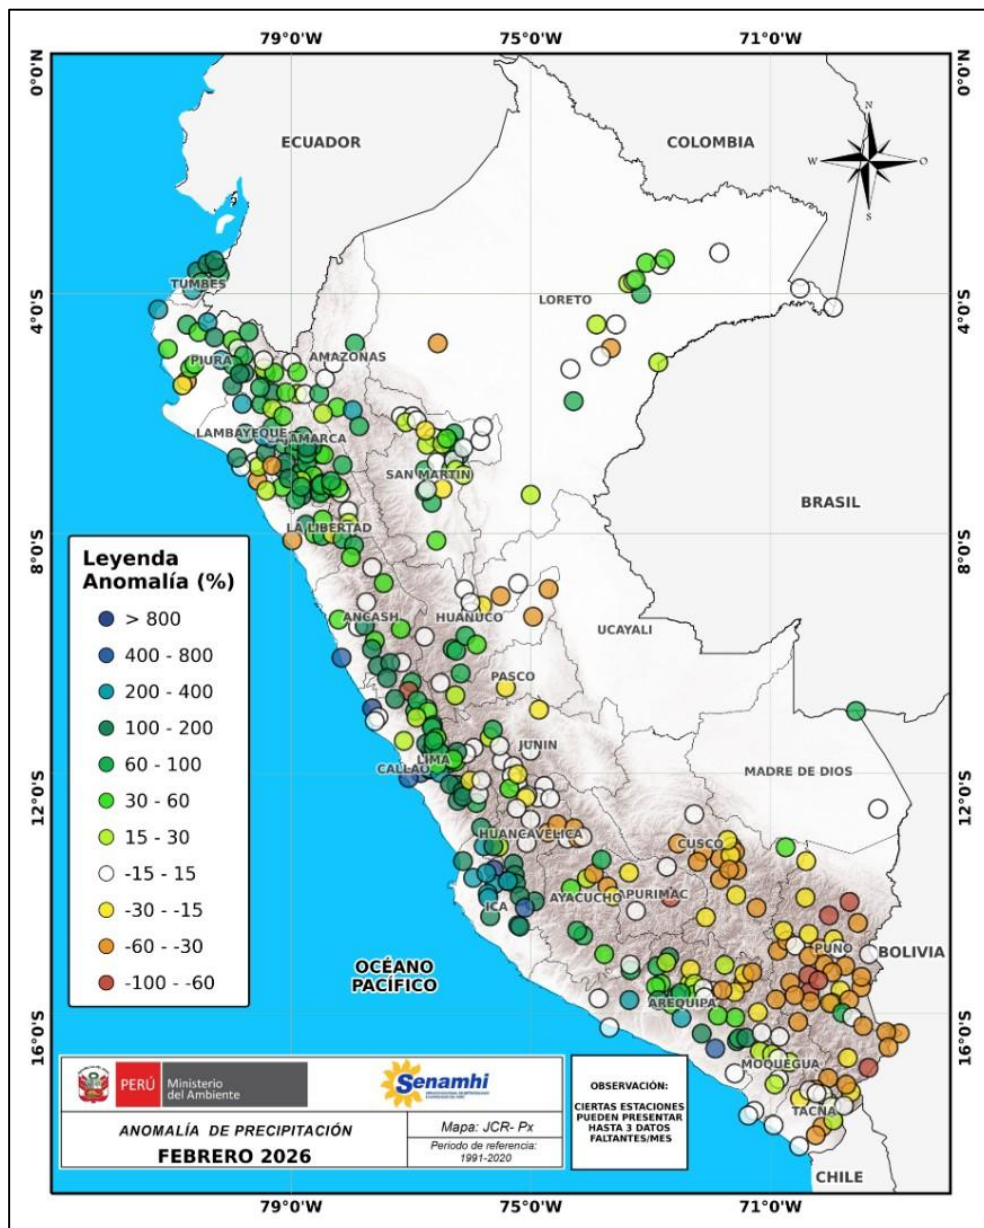 79°0'W
75°0'W
71°0'W
0°0'N
0°0'N
ECUADOR
COLOMBIA
N
W
O
S
TUMBES
4°0'S
LORETO
4°0'S
PIURA
AMAZONAS
LAMBAYEQUE
CAJAMARCA
SAN MARTIN
BRASIL
LA LIBERTAD
8°0'S
8°0'S
Leyenda
Anomalía (%)
> 800
400 - 800
200 - 400
100 - 200
60 - 100
30 - 60
15 - 30
-15 - 15
-30 - -15
-60 - -30
-100 - -60
ANCASH
HUANUCO
UCAYALI
PASCO
JUNIN
LIMA
CALLAO
MADRE DE DIOS
12°0'S
12°0'S
HUANCAVELICA
CUSCO
AYACUCHO
APURIMAC
ICA
PUNO
BOLIVIA
OCÉANO
PACÍFICO
AREQUIPA
16°0'S
16°0'S
MOQUEGUA
TACNA
CHILE
PERÚ
Ministerio
del Ambiente
Senamhi
ANOMALÍA DE PRECIPITACIÓN
FEBRERO 2026
Mapa: JCR- Px
Periodo de referencia:
1991-2020
OBSERVACIÓN:
CIERTAS ESTACIONES
PUEDEN PRESENTAR
HASTA 3 DATOS
FALTANTES/MES
79°0'W
75°0'W
71°0'W